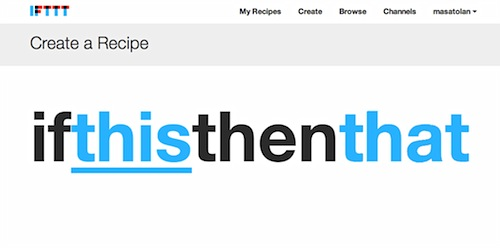 IFTTT My Recipes Create Browse Channels masatolan
Create a Recipe
ifthisthenthat